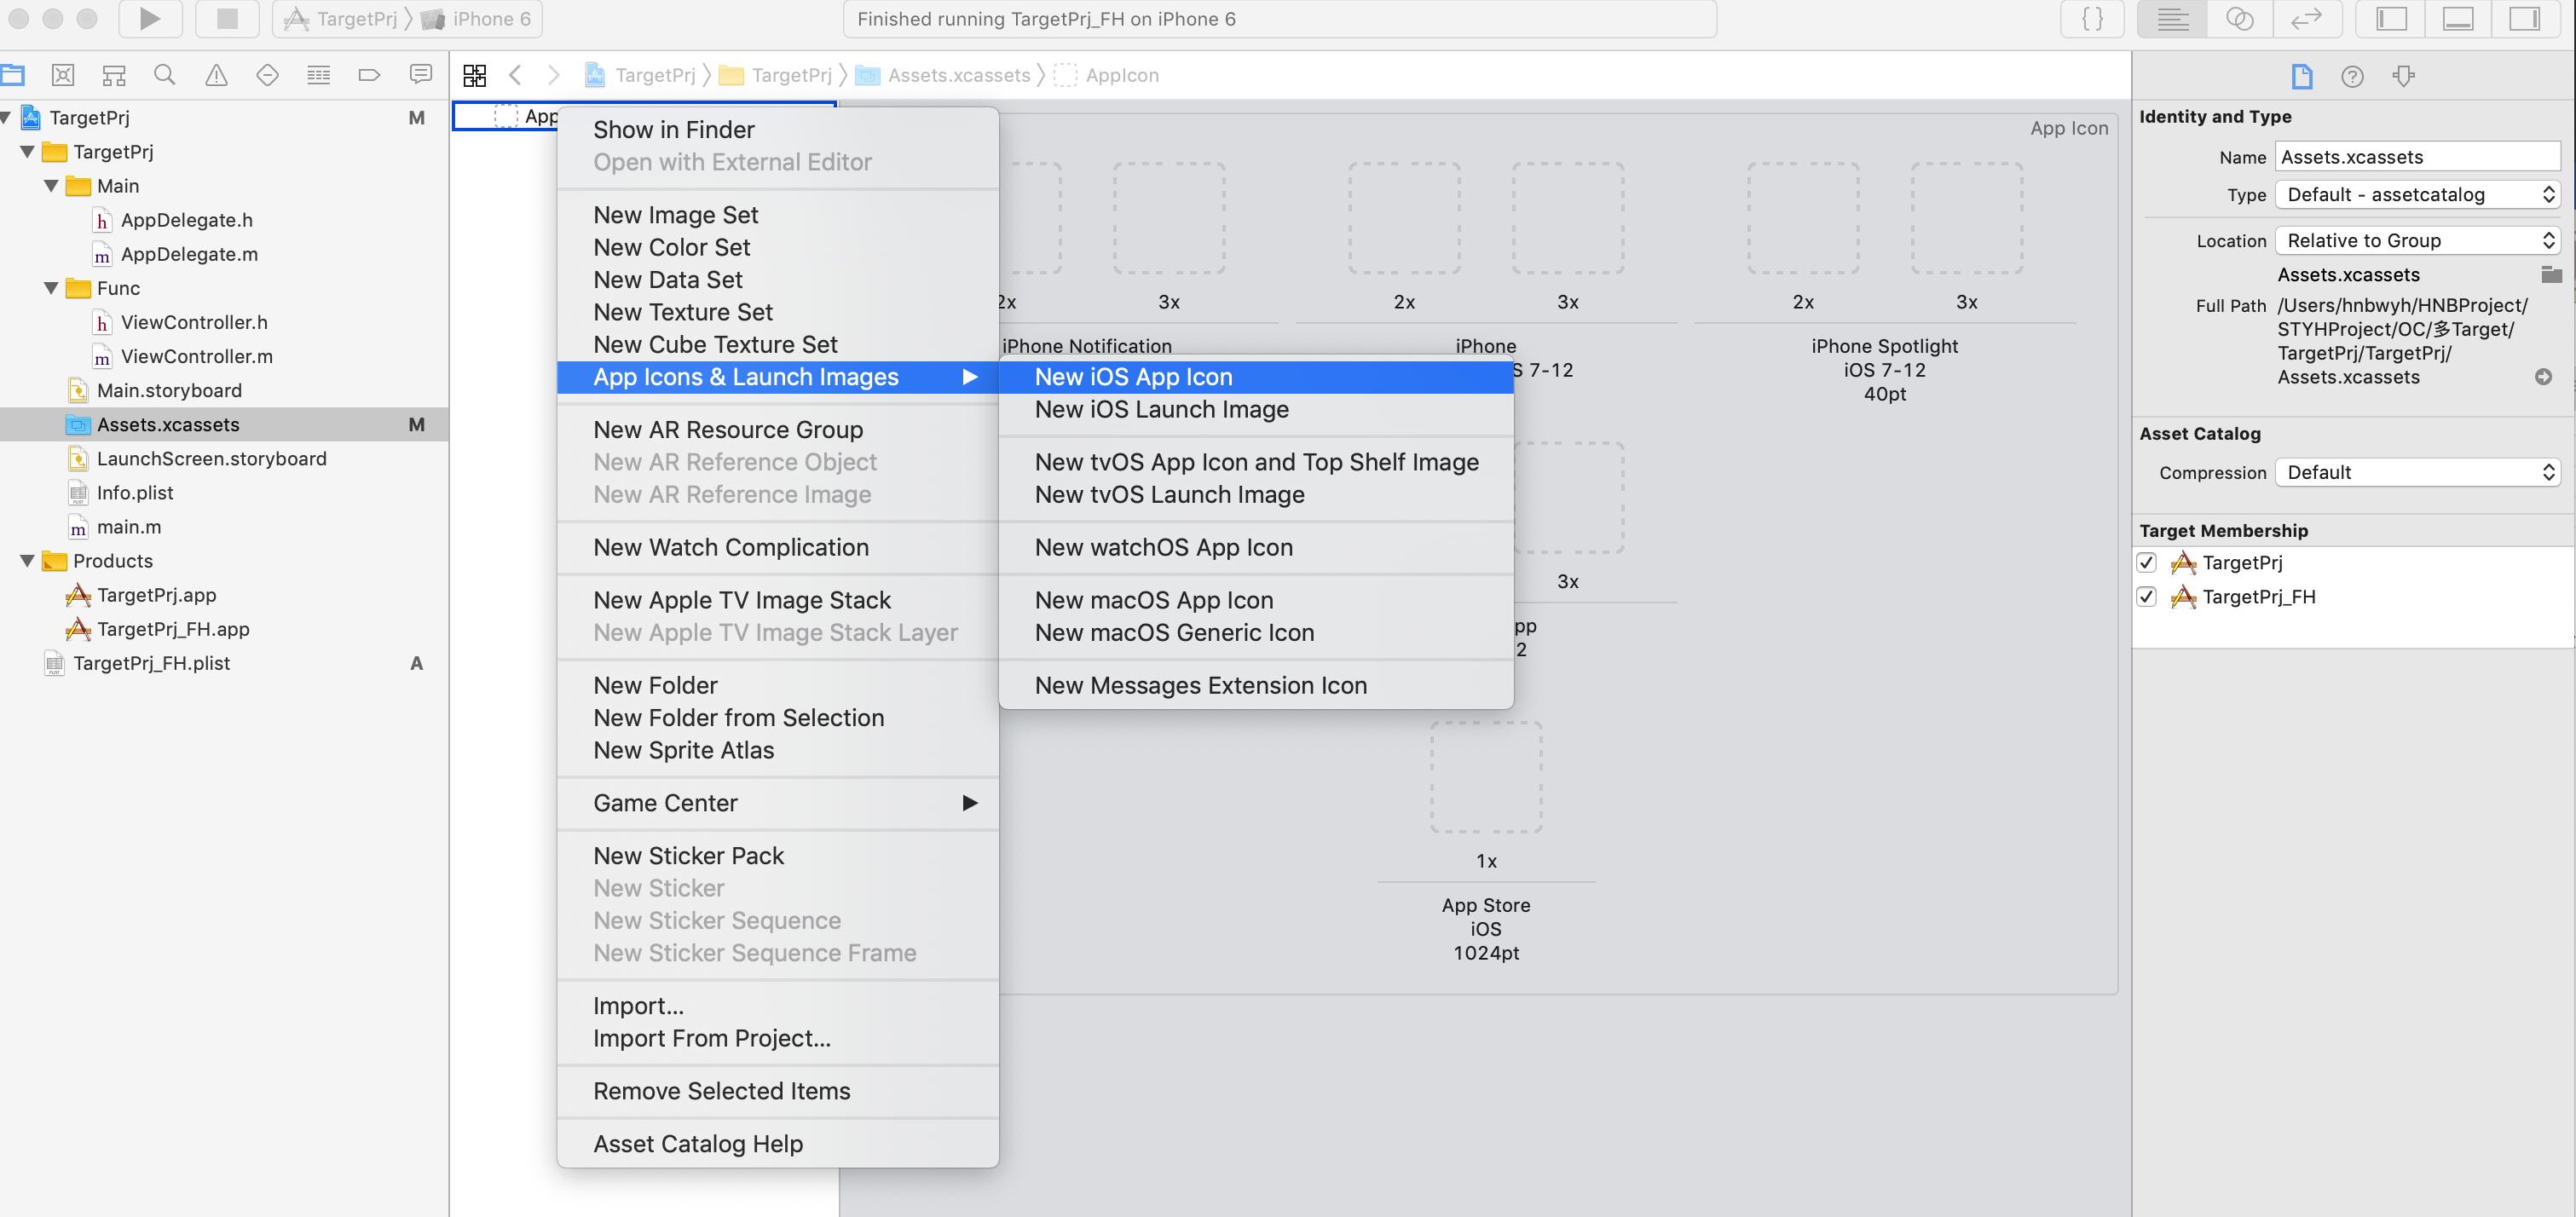 TargetPrj 〉 iPhone 6
Finished running TargetPrj_FH on iPhone 6
{ }
TargetPrj 〉 TargetPrj 〉 Assets.xcassets 〉 AppIcon
TargetPrj M
TargetPrj
Main
h AppDelegate.h
m AppDelegate.m
Func
h ViewController.h
m ViewController.m
Main.storyboard
Assets.xcassets M
LaunchScreen.storyboard
Info.plist
m main.m
Products
TargetPrj.app
TargetPrj_FH.app
TargetPrj_FH.plist A
App
Show in Finder
Open with External Editor
New Image Set
New Color Set
New Data Set
New Texture Set
New Cube Texture Set
App Icons & Launch Images
New AR Resource Group
New AR Reference Object
New AR Reference Image
New Watch Complication
New Apple TV Image Stack
New Apple TV Image Stack Layer
New Folder
New Folder from Selection
New Sprite Atlas
Game Center
New Sticker Pack
New Sticker
New Sticker Sequence
New Sticker Sequence Frame
Import...
Import From Project...
Remove Selected Items
Asset Catalog Help
New iOS App Icon
New iOS Launch Image
New tvOS App Icon and Top Shelf Image
New tvOS Launch Image
New watchOS App Icon
New macOS App Icon
New macOS Generic Icon
New Messages Extension Icon
App Icon
2x 3x 2x 3x 2x 3x
iPhone Notification
iPhone
S 7-12
iPhone Spotlight
iOS 7-12
40pt
3x
pp
2
1x
App Store
iOS
1024pt
Identity and Type
Name Assets.xcassets
Type Default - assetcatalog
Location Relative to Group
Assets.xcassets
Full Path /Users/hnbwyh/HNBProject/
STYHProject/OC/多Target/
TargetPrj/TargetPrj/
Assets.xcassets
Asset Catalog
Compression Default
Target Membership
TargetPrj
TargetPrj_FH